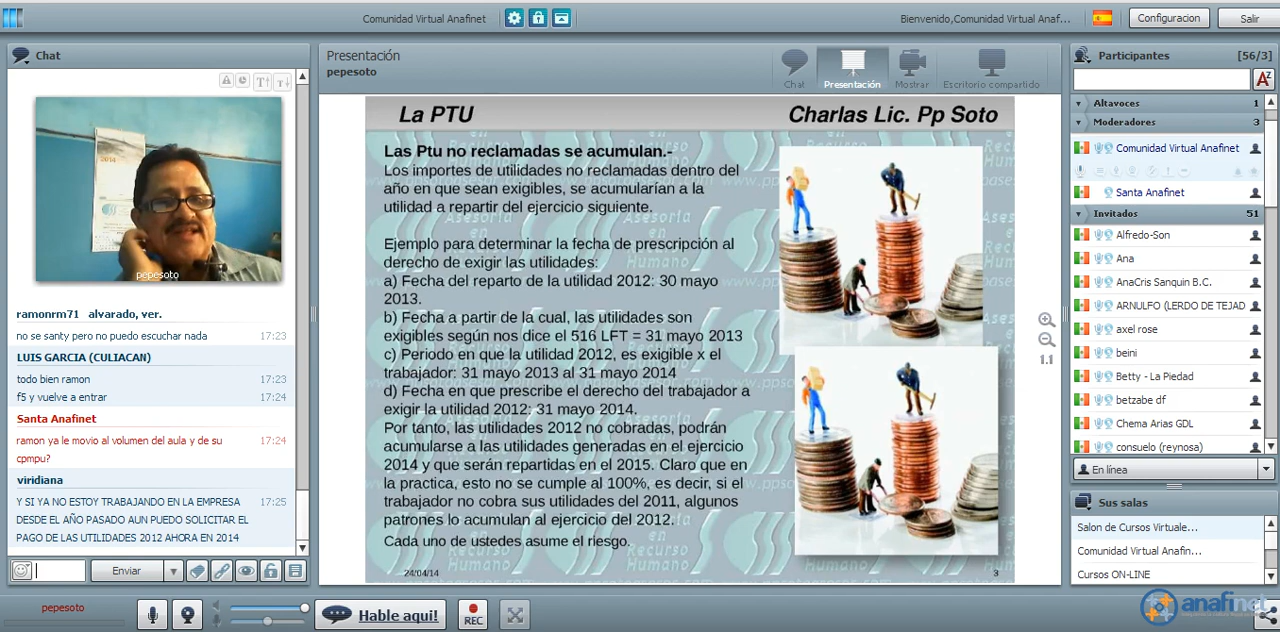 Comunidad Virtual Anafinet
Bienvenido,Comunidad Virtual Anaf...
Configuracion
Salir
Chat
2014
pepesoto
ramonrm71 alvarado, ver.
no se santy pero no puedo escuchar nada 17:23
LUIS GARCIA (CULIACAN)
todo bien ramon 17:23
f5 y vuelve a entrar 17:24
Santa Anafinet
ramon ya le movio al volumen del aula y de su 17:24
cpmpu?
viridiana
Y SI YA NO ESTOY TRABAJANDO EN LA EMPRESA 17:25
DESDE EL AÑO PASADO AUN PUEDO SOLICITAR EL
PAGO DE LAS UTILIDADES 2012 AHORA EN 2014
Enviar
Presentación
pepesoto
Chat
Presentación
Mostrar
Escritorio compartido
La PTU
Charlas Lic. Pp Soto
Las Ptu no reclamadas se acumulan.-
Los importes de utilidades no reclamadas dentro del
año en que sean exigibles, se acumularían a la
utilidad a repartir del ejercicio siguiente.
Ejemplo para determinar la fecha de prescripción al
derecho de exigir las utilidades:
a) Fecha del reparto de la utilidad 2012: 30 mayo
2013.
b) Fecha a partir de la cual, las utilidades son
exigibles según nos dice el 516 LFT = 31 mayo 2013
c) Periodo en que la utilidad 2012, es exigible x el
trabajador: 31 mayo 2013 al 31 mayo 2014
d) Fecha en que prescribe el derecho del trabajador a
exigir la utilidad 2012: 31 mayo 2014.
Por tanto, las utilidades 2012 no cobradas, podrán
acumularse a las utilidades generadas en el ejercicio
2014 y que serán repartidas en el 2015. Claro que en
la practica, esto no se cumple al 100%, es decir, si el
trabajador no cobra sus utilidades del 2011, algunos
patrones lo acumulan al ejercicio del 2012.
Cada uno de ustedes asume el riesgo.
24/04/14
3
1.1
Participantes [56/3]
Altavoces 1
Moderadores 3
Comunidad Virtual Anafinet
Santa Anafinet
Invitados 51
Alfredo-Son
Ana
AnaCris Sanquin B.C.
ARNULFO (LERDO DE TEJAD
axel rose
beini
Betty - La Piedad
betzabe df
Chema Arias GDL
consuelo (reynosa)
En línea
Sus salas
Salon de Cursos Virtuale...
Comunidad Virtual Anafin...
Cursos ON-LINE
pepesoto
Hable aqui!
REC
anafinet